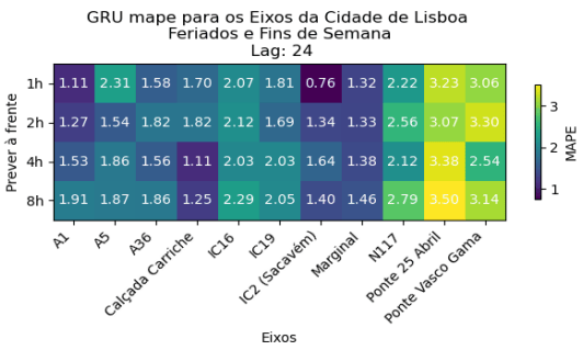 GRU mape para os Eixos da Cidade de Lisboa
Feriados e Fins de Semana
Lag: 24
Prever à frente
1h 1.11 2.31 1.58 1.70 2.07 1.81 0.76 1.32 2.22 3.23 3.06
2h 1.27 1.54 1.82 1.82 2.12 1.69 1.34 1.33 2.56 3.07 3.30
4h 1.53 1.86 1.56 1.11 2.03 2.03 1.64 1.38 2.12 3.38 2.54
8h 1.91 1.87 1.86 1.25 2.29 2.05 1.40 1.46 2.79 3.50 3.14
A1
A5
A36
Calçada Carriche
IC16
IC19
IC2 (Sacavém)
Marginal
N117
Ponte 25 Abril
Ponte Vasco Gama
Eixos
3
2
1
MAPE